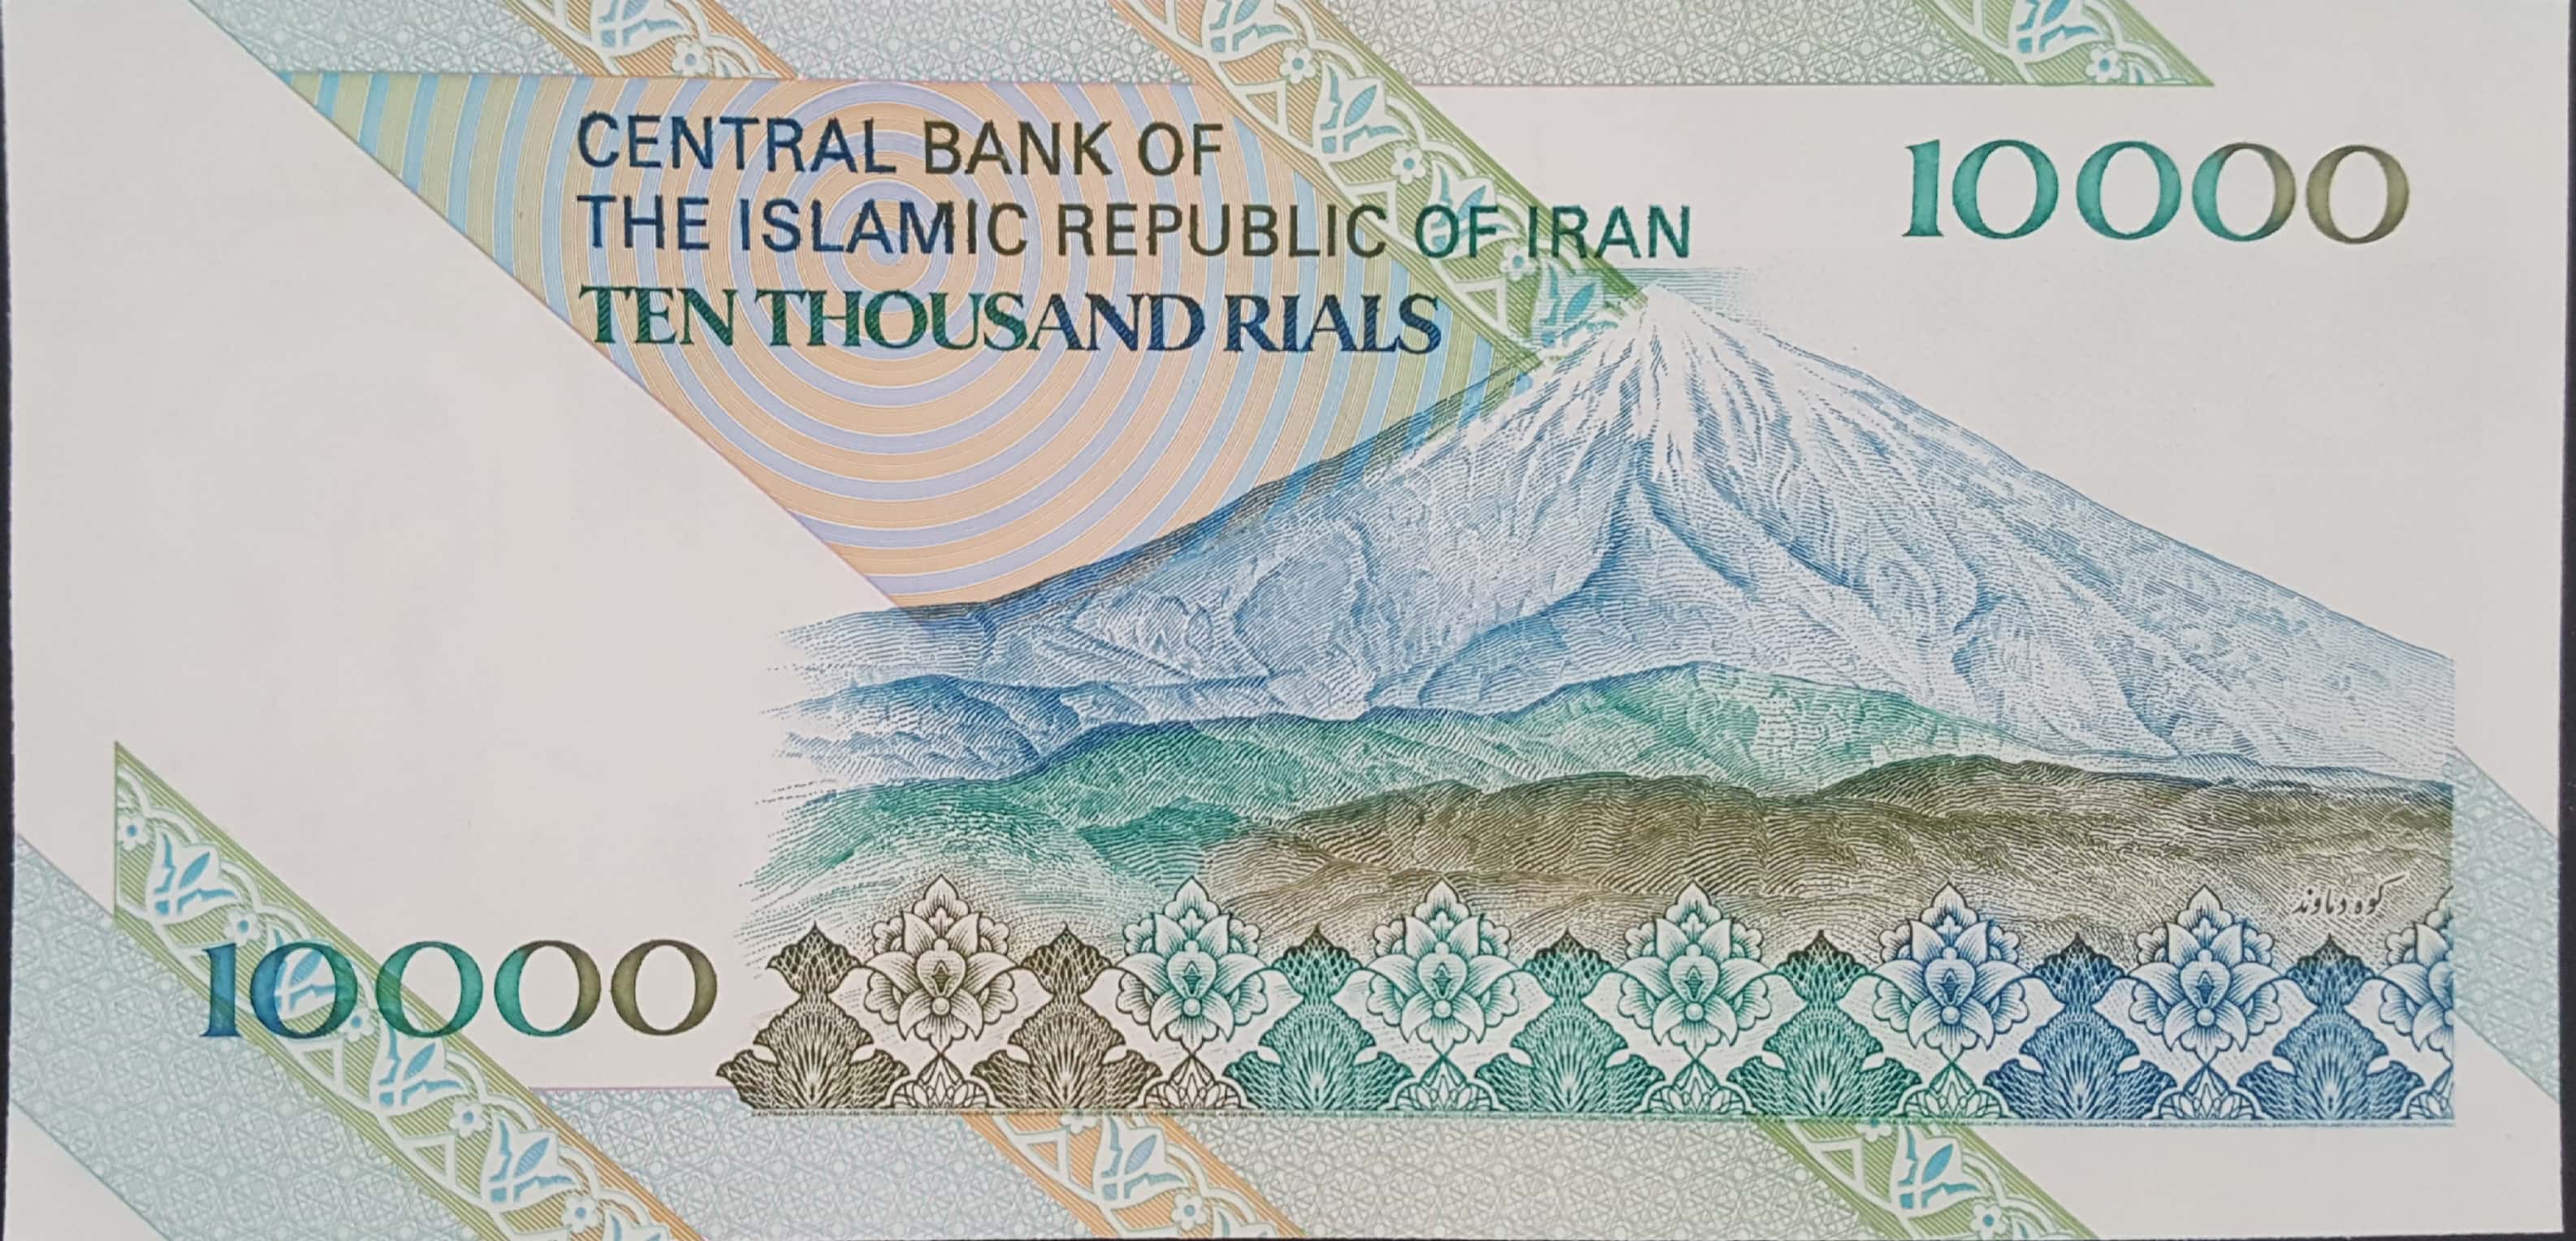 CENTRAL BANK OF
THE ISLAMIC REPUBLIC OF IRAN
TEN THOUSAND RIALS
10000
کوه دماوند
10000